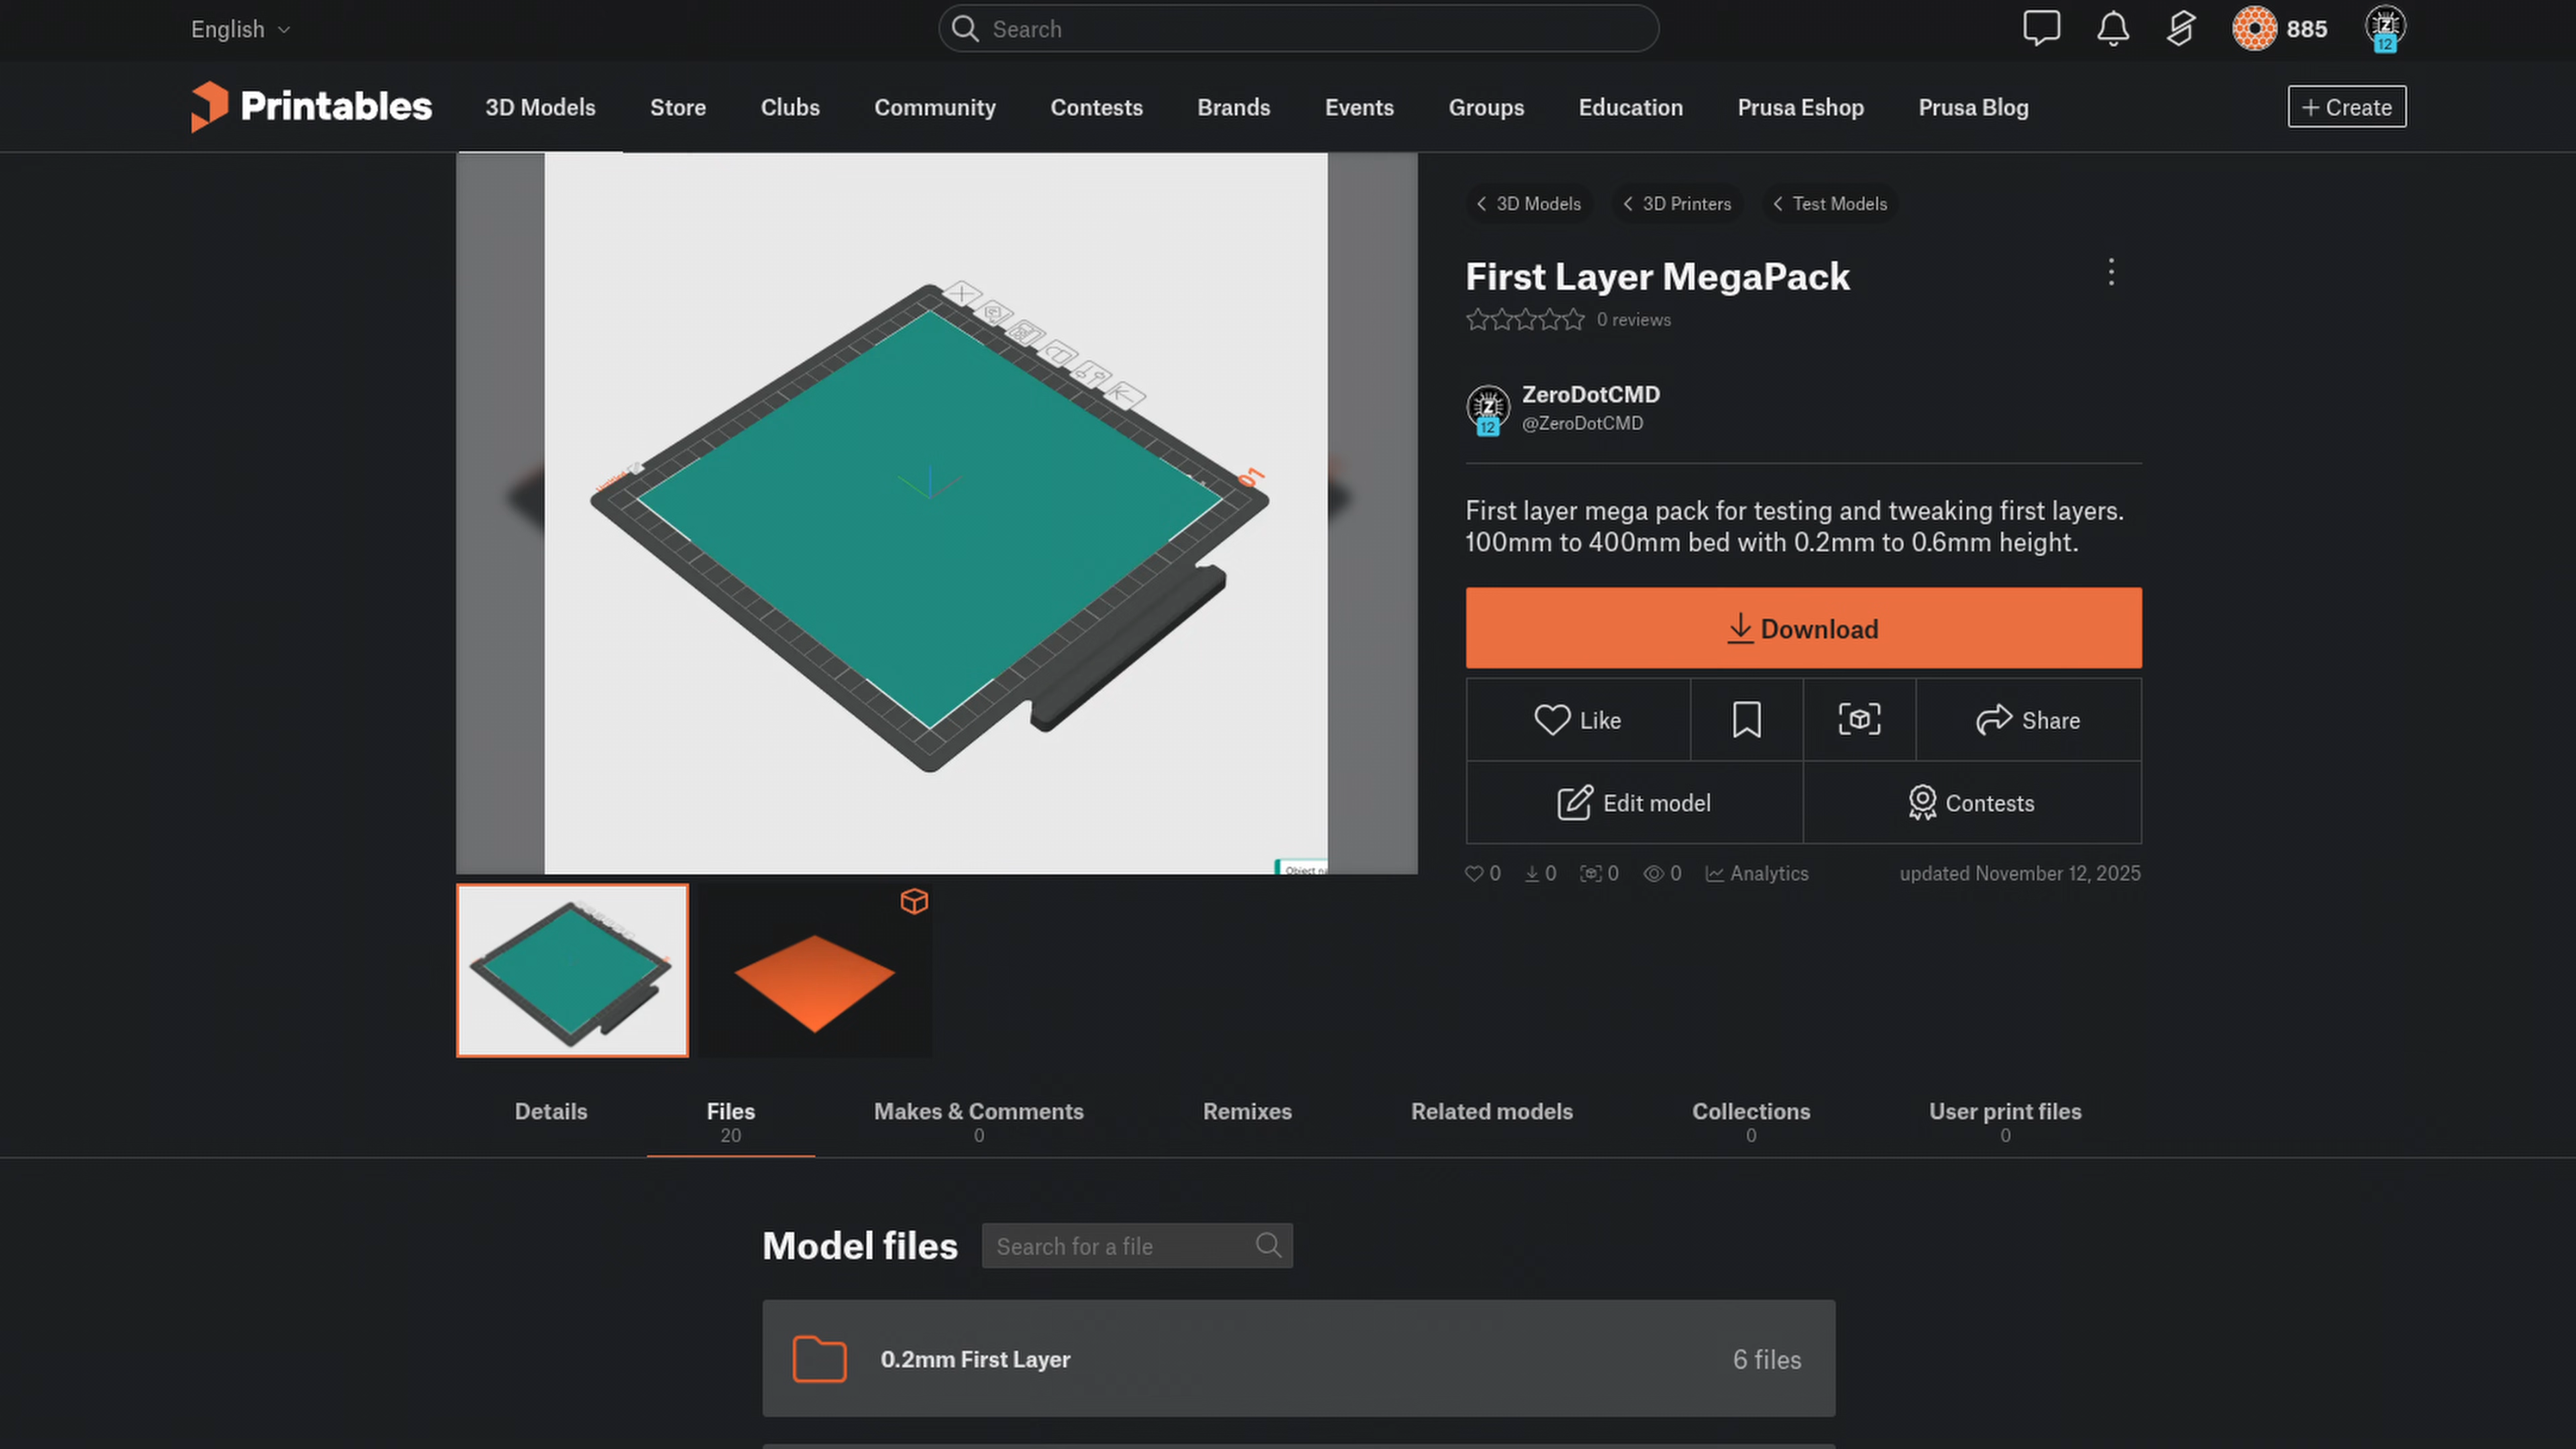 English
Search
885
12
Printables
3D Models
Store
Clubs
Community
Contests
Brands
Events
Groups
Education
Prusa Eshop
Prusa Blog
+ Create
3D Models
3D Printers
Test Models
First Layer MegaPack
0 reviews
ZeroDotCMD
@ZeroDotCMD
12
First layer mega pack for testing and tweaking first layers.
100mm to 400mm bed with 0.2mm to 0.6mm height.
Download
Like
Share
Edit model
Contests
0
0
0
0
Analytics
updated November 12, 2025
01
Object
Details
Files
20
Makes & Comments
0
Remixes
Related models
Collections
0
User print files
0
Model files
Search for a file
0.2mm First Layer
6 files